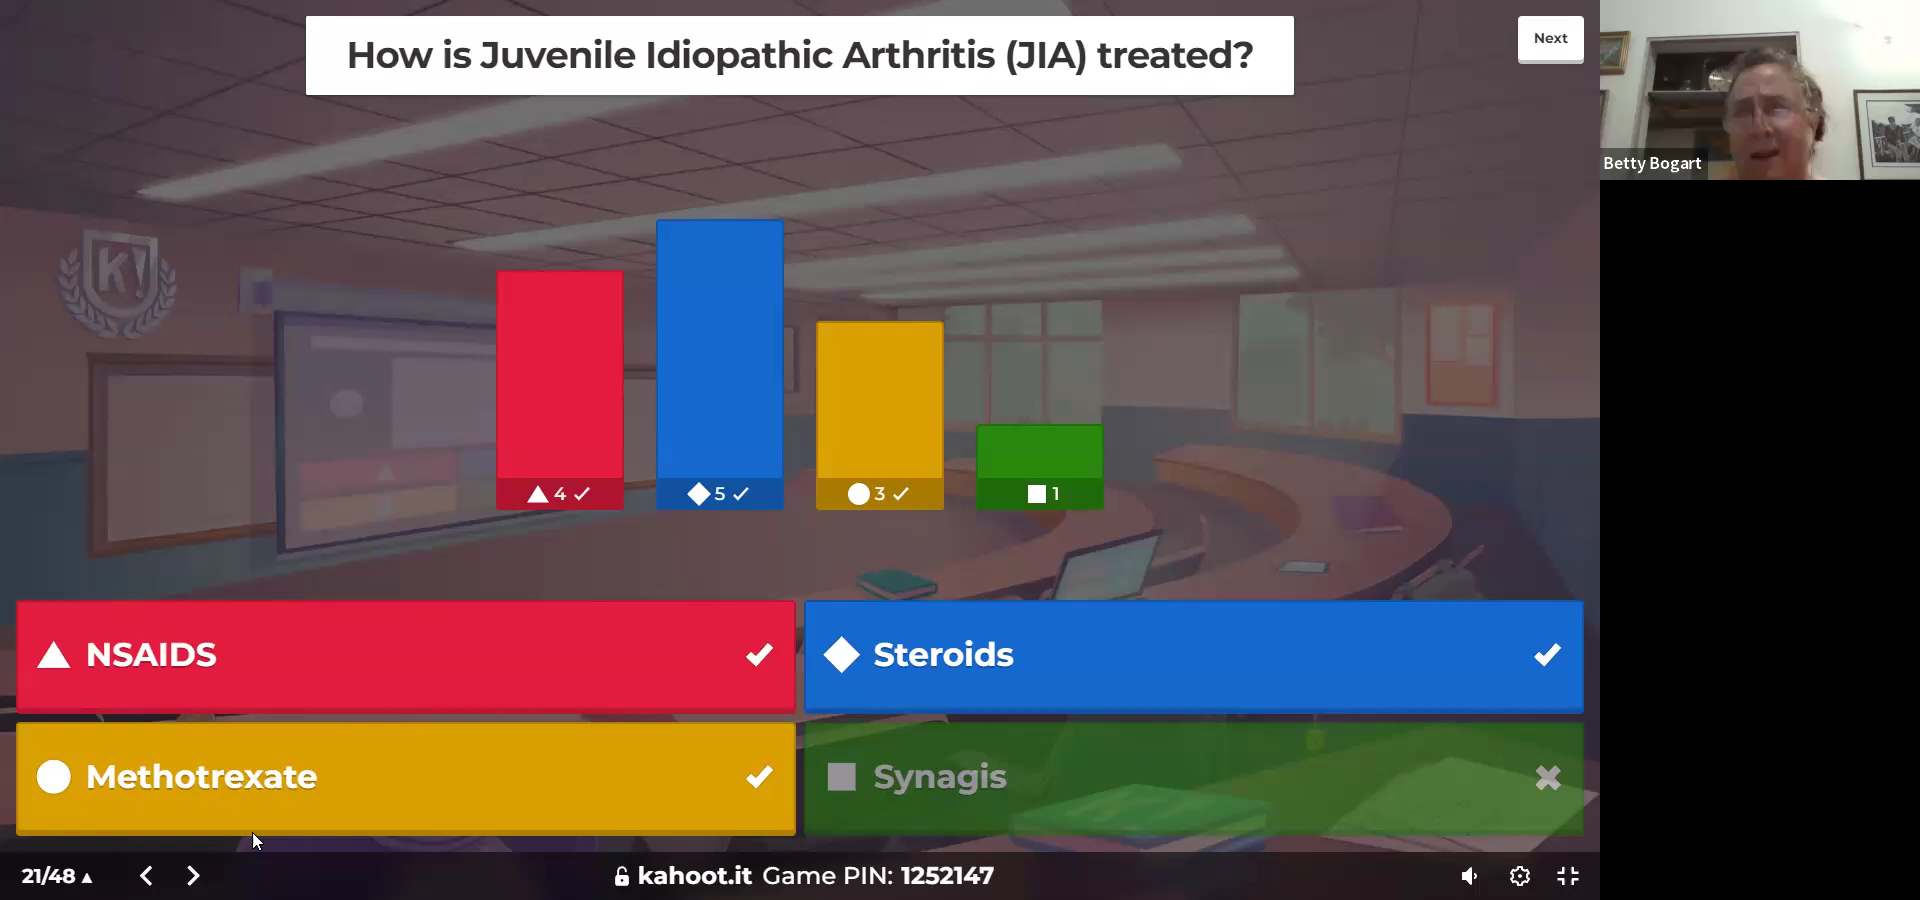 How is Juvenile Idiopathic Arthritis (JIA) treated?
Next
Betty Bogart
K!
4
5
3
1
NSAIDS
Steroids
Methotrexate
Synagis
21/48
kahoot.it Game PIN: 1252147